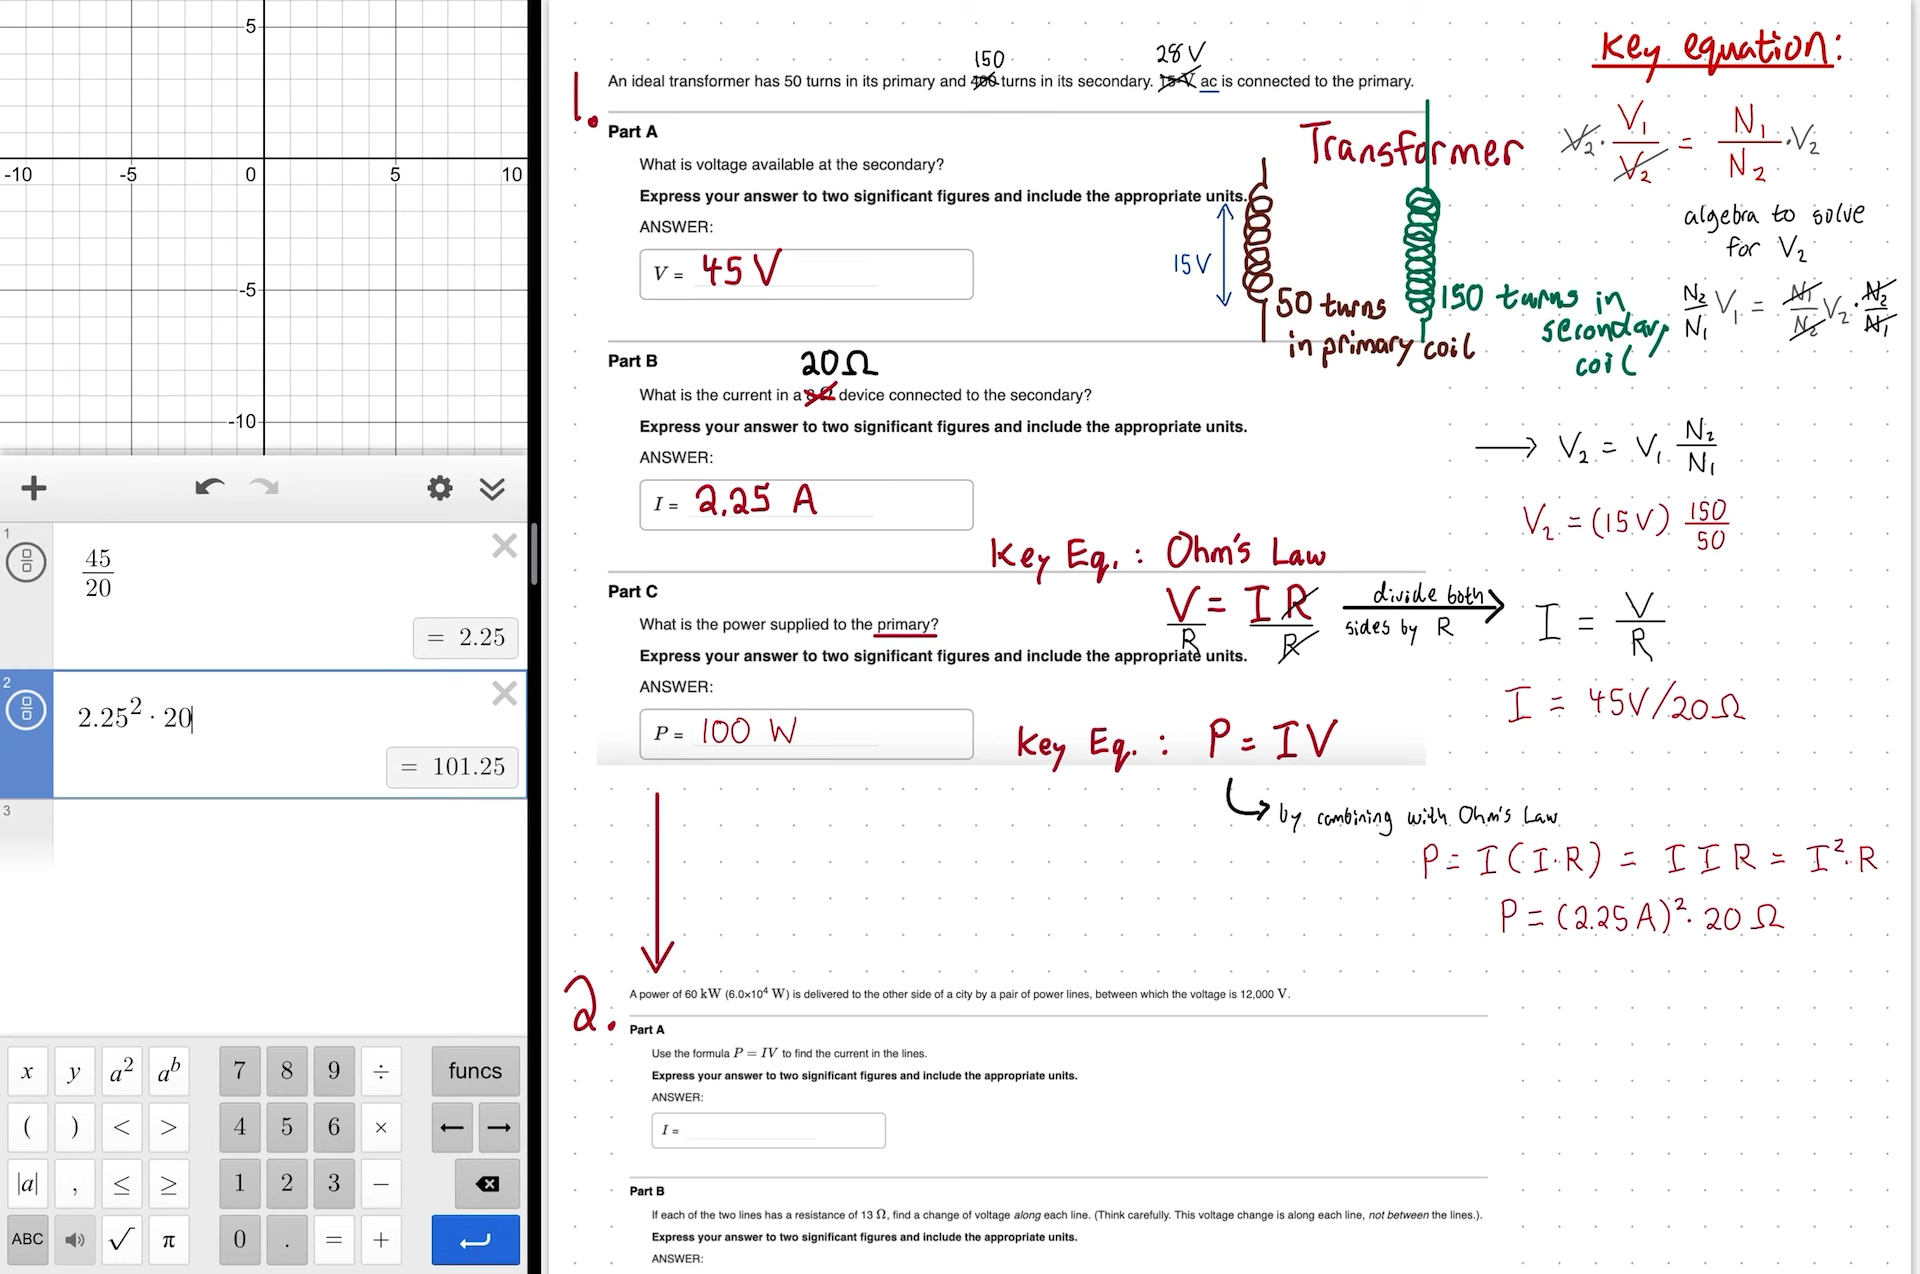 5
-10 -5 0 5 10
-5
-10
1
45
20
= 2.25
2
2.25² · 20
= 101.25
3
x y a² aᵇ 7 8 9 ÷ funcs
( ) < > 4 5 6 × ← →
|a| , ≤ ≥ 1 2 3 −
ABC √ π 0 . = +
Key equation:
1.
150 28 V
An ideal transformer has 50 turns in its primary and turns in its secondary. 15 V ac is connected to the primary.
Part A
What is voltage available at the secondary?
Express your answer to two significant figures and include the appropriate units.
ANSWER:
V = 45 V
Transformer
15V
50 turns
in primary coil
150 turns in
secondary
coil
V₂ · V₁/V₂ = N₁/N₂ · V₂
algebra to solve
for V₂
N₂/N₁ V₁ = N₁/N₂ V₂ · N₂/N₁
→ V₂ = V₁ N₂/N₁
V₂ = (15V) 150/50
Part B
20Ω
What is the current in a device connected to the secondary?
Express your answer to two significant figures and include the appropriate units.
ANSWER:
I = 2.25 A
Key Eq. : Ohm's Law
V/R = I R/R
divide both
sides by R
I = V/R
I = 45V/20Ω
Part C
What is the power supplied to the primary?
Express your answer to two significant figures and include the appropriate units.
ANSWER:
P = 100 W
Key Eq. : P = IV
by combining with Ohm's Law
P = I(I·R) = I I R = I²·R
P = (2.25A)²· 20 Ω
2.
A power of 60 kW (6.0×10⁴ W) is delivered to the other side of a city by a pair of power lines, between which the voltage is 12,000 V.
Part A
Use the formula P = IV to find the current in the lines.
Express your answer to two significant figures and include the appropriate units.
ANSWER:
I =
Part B
If each of the two lines has a resistance of 13 Ω, find a change of voltage along each line. (Think carefully. This voltage change is along each line, not between the lines.).
Express your answer to two significant figures and include the appropriate units.
ANSWER: